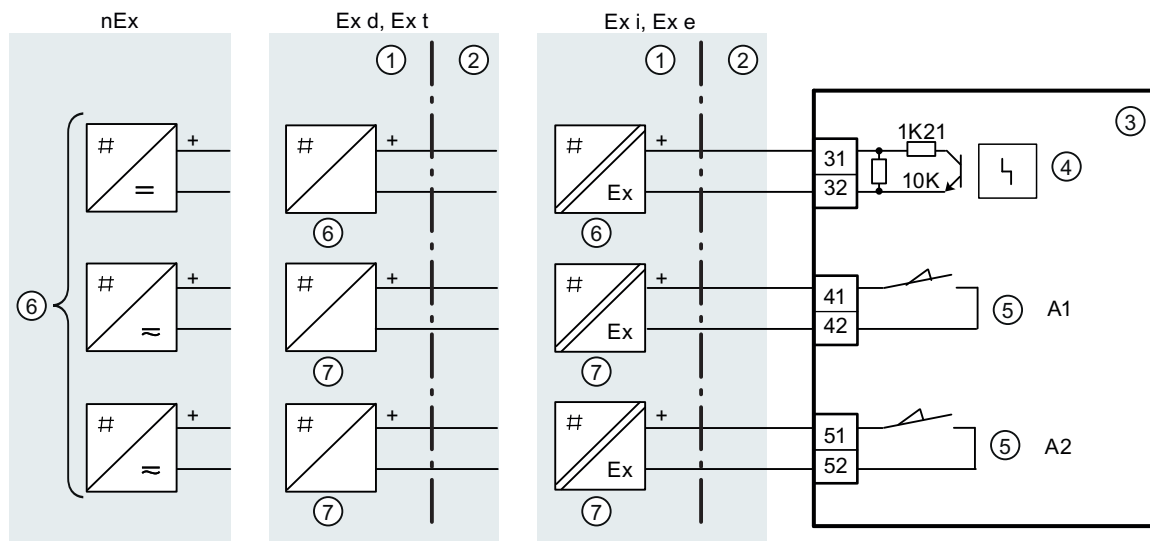 nEx
Ex d, Ex t
Ex i, Ex e
1 2
1 2
3
# + =
# +
# + Ex
31
32
1K21
10K
4
6
6
6
# + ≂
# +
# + Ex
41
42
5 A1
7
7
# + ≂
# +
# + Ex
51
52
5 A2
7
7